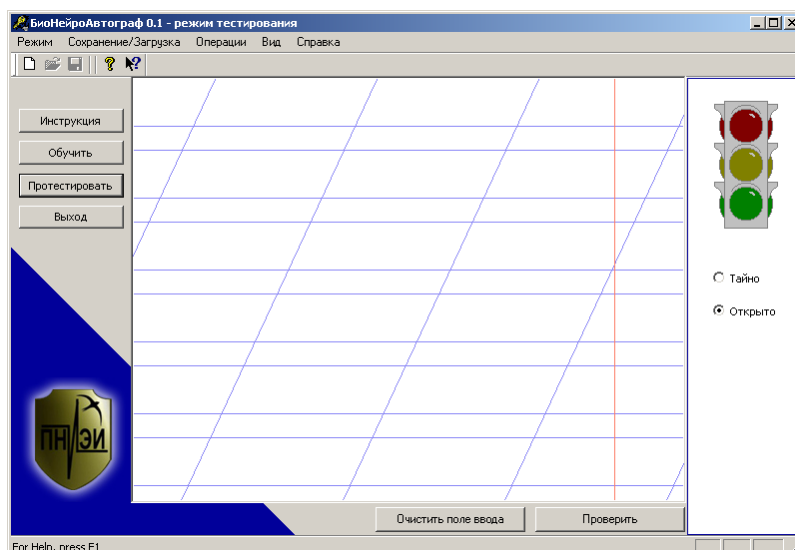 БиоНейроАвтограф 0.1 - режим тестирования
Режим Сохранение/Загрузка Операции Вид Справка
Инструкция
Обучить
Протестировать
Выход
Тайно
Открыто
ПНИЭИ
Очистить поле ввода Проверить
For Help, press F1